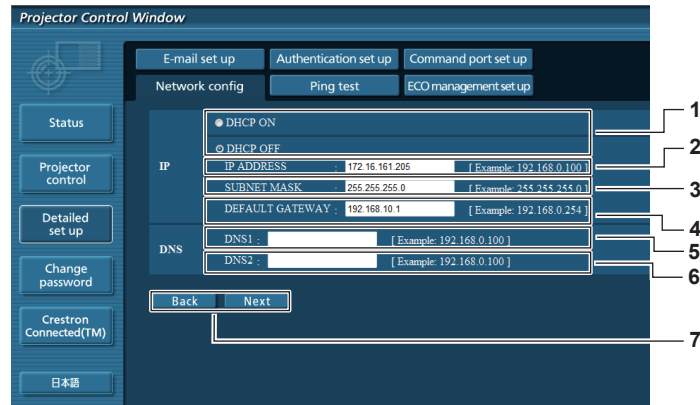 Projector Control Window
E-mail set up
Authentication set up
Command port set up
Network config
Ping test
ECO management set up
Status
Projector
control
Detailed
set up
Change
password
Crestron
Connected(TM)
日本語
DHCP ON
DHCP OFF
IP
IP ADDRESS : 172.16.161.205 [ Example: 192.168.0.100 ]
SUBNET MASK : 255.255.255.0 [ Example: 255.255.255.0 ]
DEFAULT GATEWAY : 192.168.10.1 [ Example: 192.168.0.254 ]
DNS
DNS1 : [ Example: 192.168.0.100 ]
DNS2 : [ Example: 192.168.0.100 ]
Back
Next
1
2
3
4
5
6
7